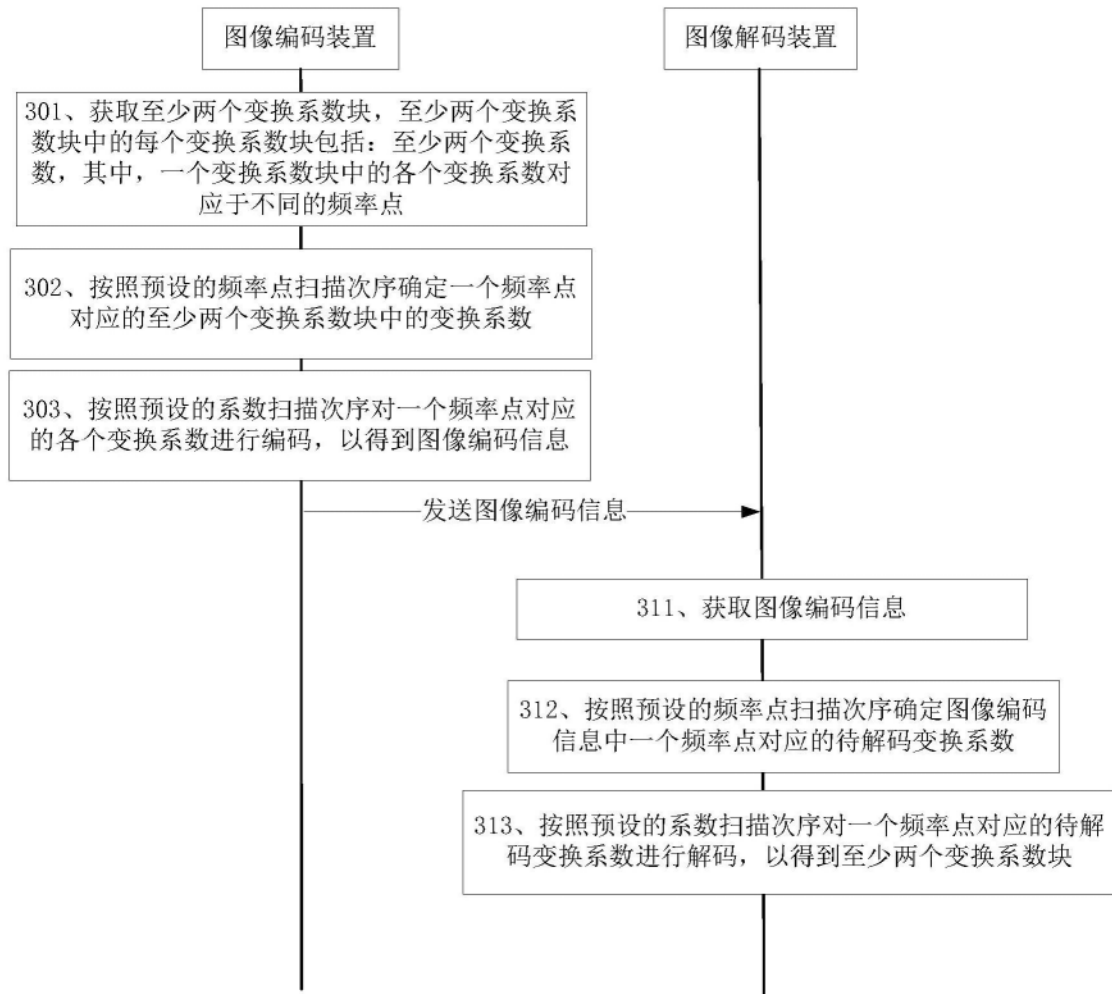 图像编码装置
图像解码装置
301、获取至少两个变换系数块，至少两个变换系
数块中的每个变换系数块包括：至少两个变换系
数，其中，一个变换系数块中的各个变换系数对
应于不同的频率点
302、按照预设的频率点扫描次序确定一个频率点
对应的至少两个变换系数块中的变换系数
303、按照预设的系数扫描次序对一个频率点对应
的各个变换系数进行编码，以得到图像编码信息
发送图像编码信息
311、获取图像编码信息
312、按照预设的频率点扫描次序确定图像编码
信息中一个频率点对应的待解码变换系数
313、按照预设的系数扫描次序对一个频率点对应的待解
码变换系数进行解码，以得到至少两个变换系数块